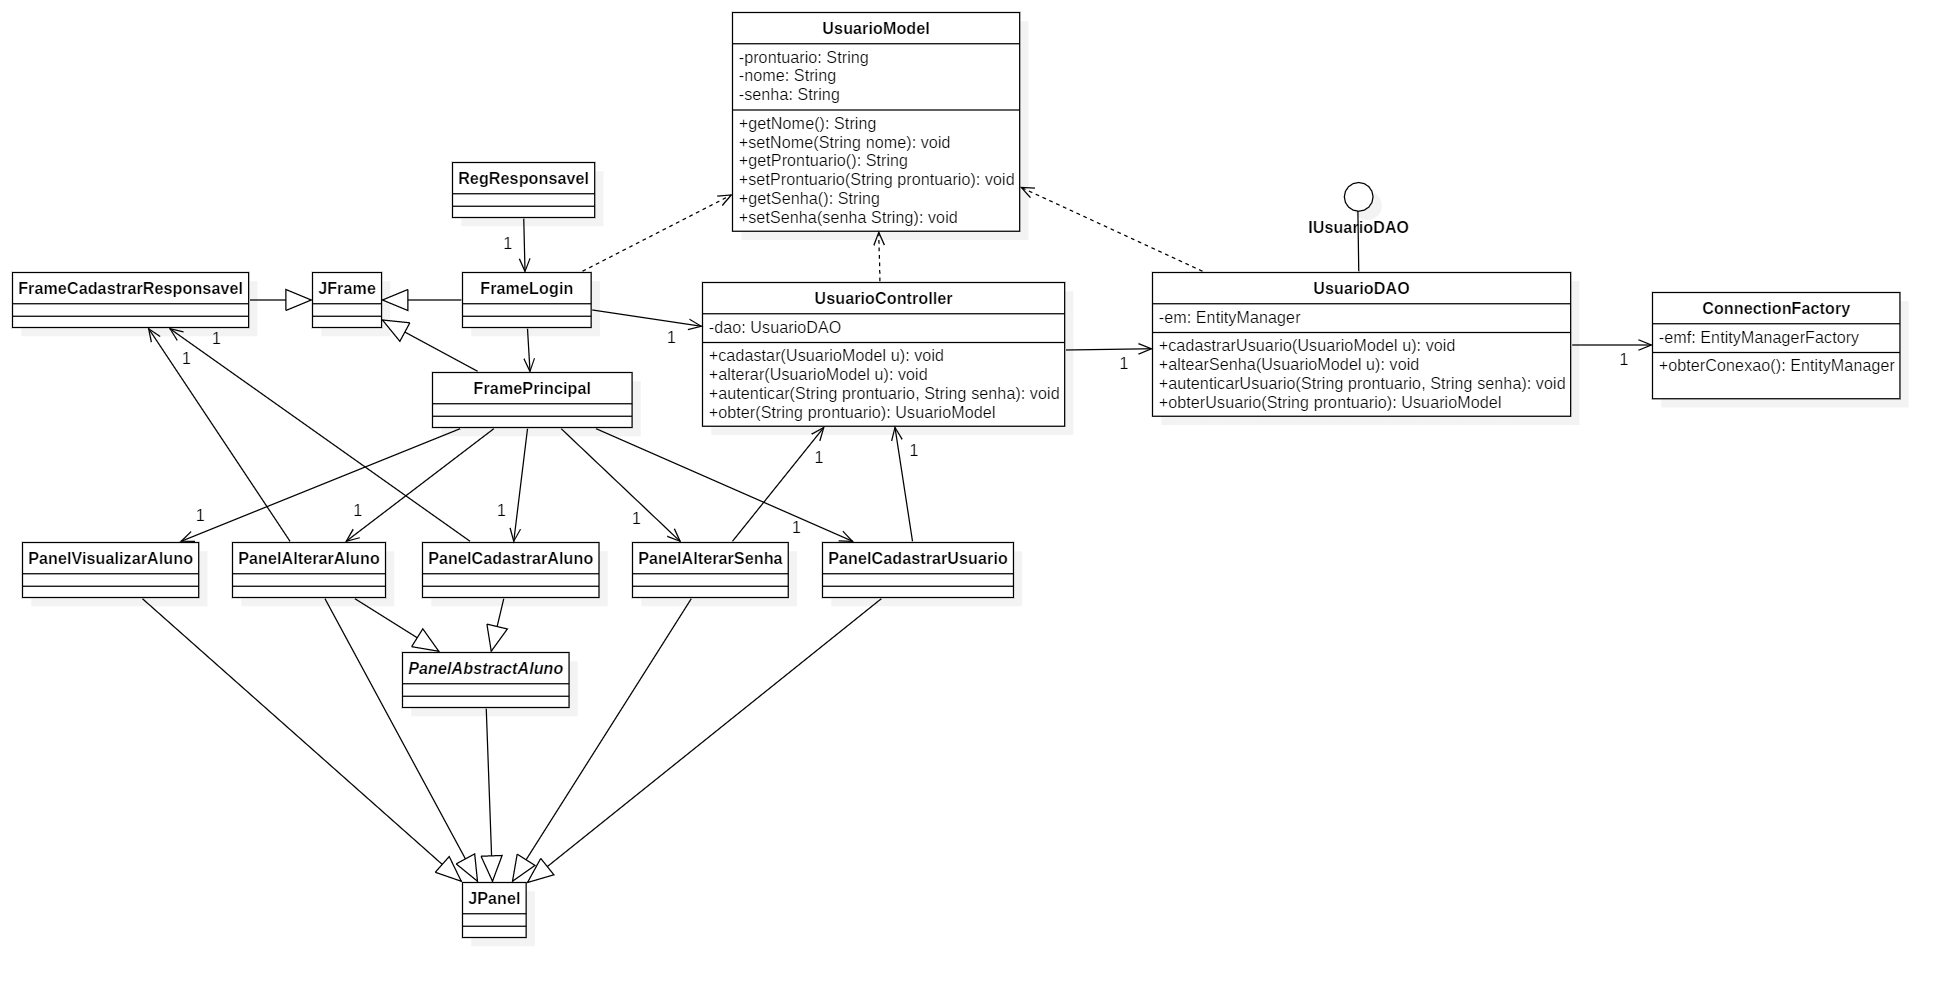 UsuarioModel
-prontuario: String
-nome: String
-senha: String
+getNome(): String
+setNome(String nome): void
+getProntuario(): String
+setProntuario(String prontuario): void
+getSenha(): String
+setSenha(senha String): void
RegResponsavel
1
IUsuarioDAO
FrameCadastrarResponsavel
JFrame
FrameLogin
1
1
1
UsuarioController
-dao: UsuarioDAO
+cadastar(UsuarioModel u): void
+alterar(UsuarioModel u): void
+autenticar(String prontuario, String senha): void
+obter(String prontuario): UsuarioModel
1
UsuarioDAO
-em: EntityManager
+cadastrarUsuario(UsuarioModel u): void
+altearSenha(UsuarioModel u): void
+autenticarUsuario(String prontuario, String senha): void
+obterUsuario(String prontuario): UsuarioModel
1
ConnectionFactory
-emf: EntityManagerFactory
+obterConexao(): EntityManager
FramePrincipal
1
1
1
1
1
1
1
PanelVisualizarAluno
PanelAlterarAluno
PanelCadastrarAluno
PanelAlterarSenha
PanelCadastrarUsuario
PanelAbstractAluno
JPanel